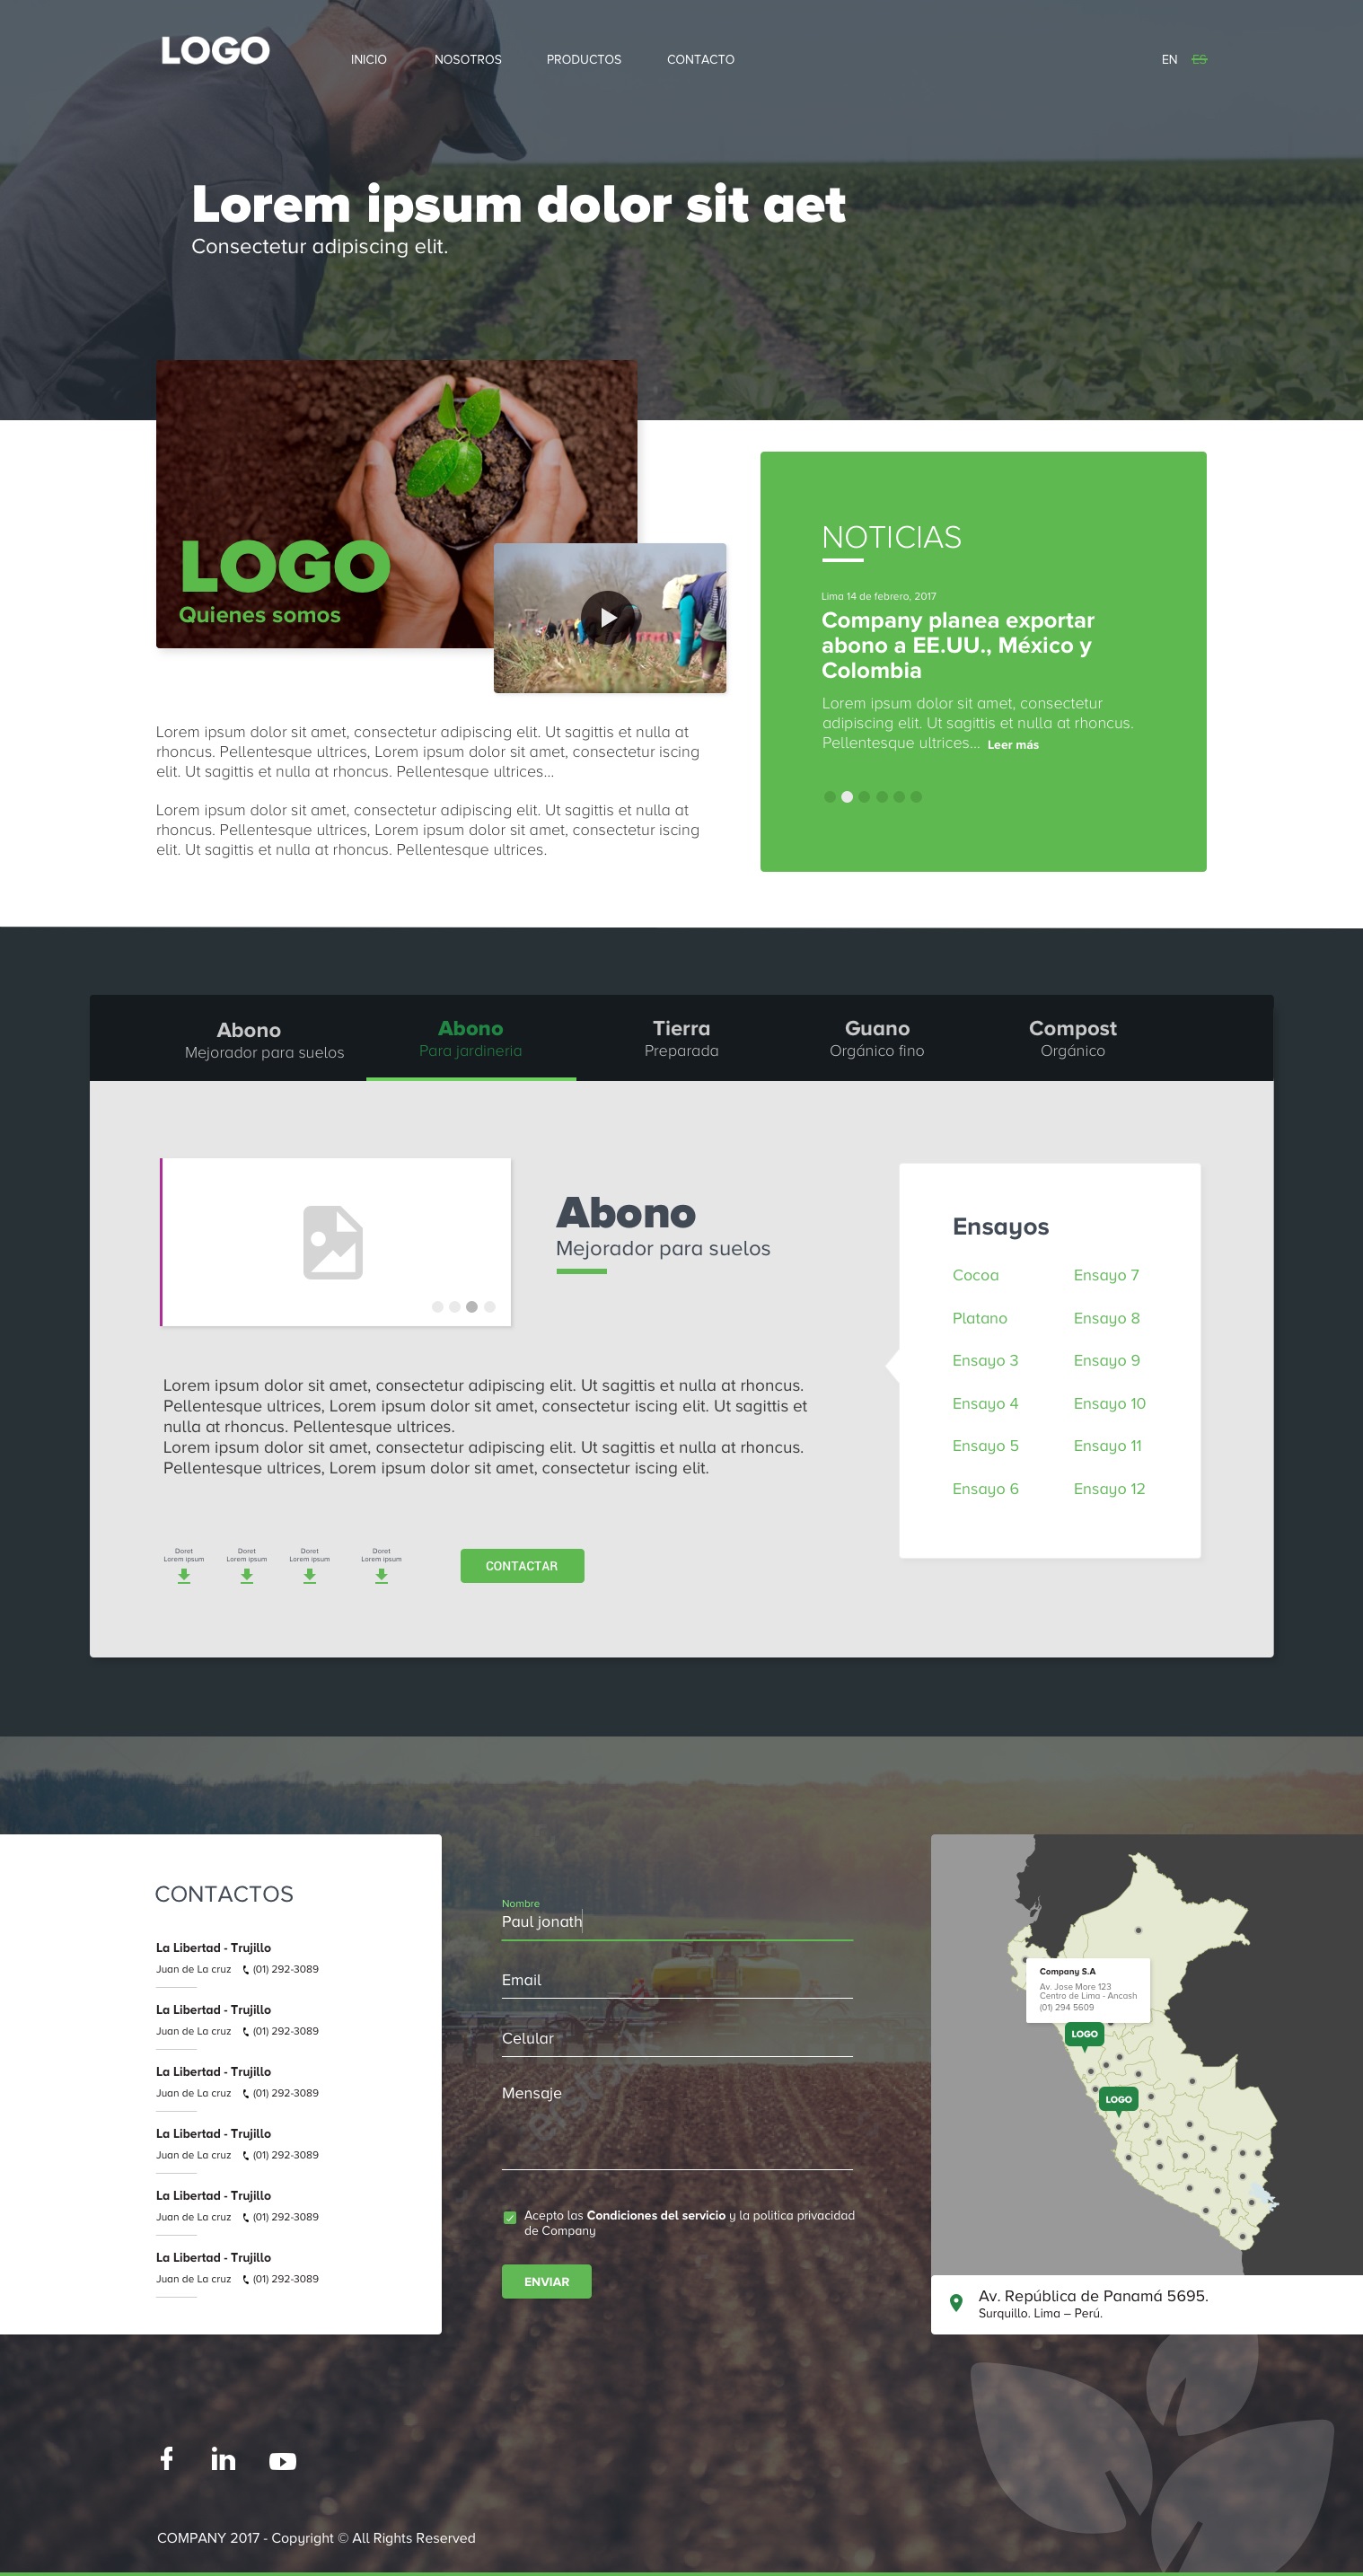 LOGO
INICIO
NOSOTROS
PRODUCTOS
CONTACTO
EN
ES
Lorem ipsum dolor sit aet
Consectetur adipiscing elit.
LOGO
Quienes somos
Lorem ipsum dolor sit amet, consectetur adipiscing elit. Ut sagittis et nulla at
rhoncus. Pellentesque ultrices, Lorem ipsum dolor sit amet, consectetur iscing
elit. Ut sagittis et nulla at rhoncus. Pellentesque ultrices...
Lorem ipsum dolor sit amet, consectetur adipiscing elit. Ut sagittis et nulla at
rhoncus. Pellentesque ultrices, Lorem ipsum dolor sit amet, consectetur iscing
elit. Ut sagittis et nulla at rhoncus. Pellentesque ultrices.
NOTICIAS
Lima 14 de febrero, 2017
Company planea exportar
abono a EE.UU., México y
Colombia
Lorem ipsum dolor sit amet, consectetur
adipiscing elit. Ut sagittis et nulla at rhoncus.
Pellentesque ultrices... Leer más
Abono
Mejorador para suelos
Abono
Para jardineria
Tierra
Preparada
Guano
Orgánico fino
Compost
Orgánico
Abono
Mejorador para suelos
Lorem ipsum dolor sit amet, consectetur adipiscing elit. Ut sagittis et nulla at rhoncus.
Pellentesque ultrices, Lorem ipsum dolor sit amet, consectetur iscing elit. Ut sagittis et
nulla at rhoncus. Pellentesque ultrices.
Lorem ipsum dolor sit amet, consectetur adipiscing elit. Ut sagittis et nulla at rhoncus.
Pellentesque ultrices, Lorem ipsum dolor sit amet, consectetur iscing elit.
Doret
Lorem ipsum
Doret
Lorem ipsum
Doret
Lorem ipsum
Doret
Lorem ipsum
CONTACTAR
Ensayos
Cocoa
Platano
Ensayo 3
Ensayo 4
Ensayo 5
Ensayo 6
Ensayo 7
Ensayo 8
Ensayo 9
Ensayo 10
Ensayo 11
Ensayo 12
CONTACTOS
La Libertad - Trujillo
Juan de La cruz (01) 292-3089
La Libertad - Trujillo
Juan de La cruz (01) 292-3089
La Libertad - Trujillo
Juan de La cruz (01) 292-3089
La Libertad - Trujillo
Juan de La cruz (01) 292-3089
La Libertad - Trujillo
Juan de La cruz (01) 292-3089
La Libertad - Trujillo
Juan de La cruz (01) 292-3089
Nombre
Paul jonath
Email
Celular
Mensaje
Acepto las Condiciones del servicio y la politica privacidad
de Company
ENVIAR
Company S.A
Av. Jose More 123
Centro de Lima - Ancash
(01) 294 5609
LOGO
LOGO
Av. República de Panamá 5695.
Surquillo. Lima – Perú.
COMPANY 2017 - Copyright © All Rights Reserved